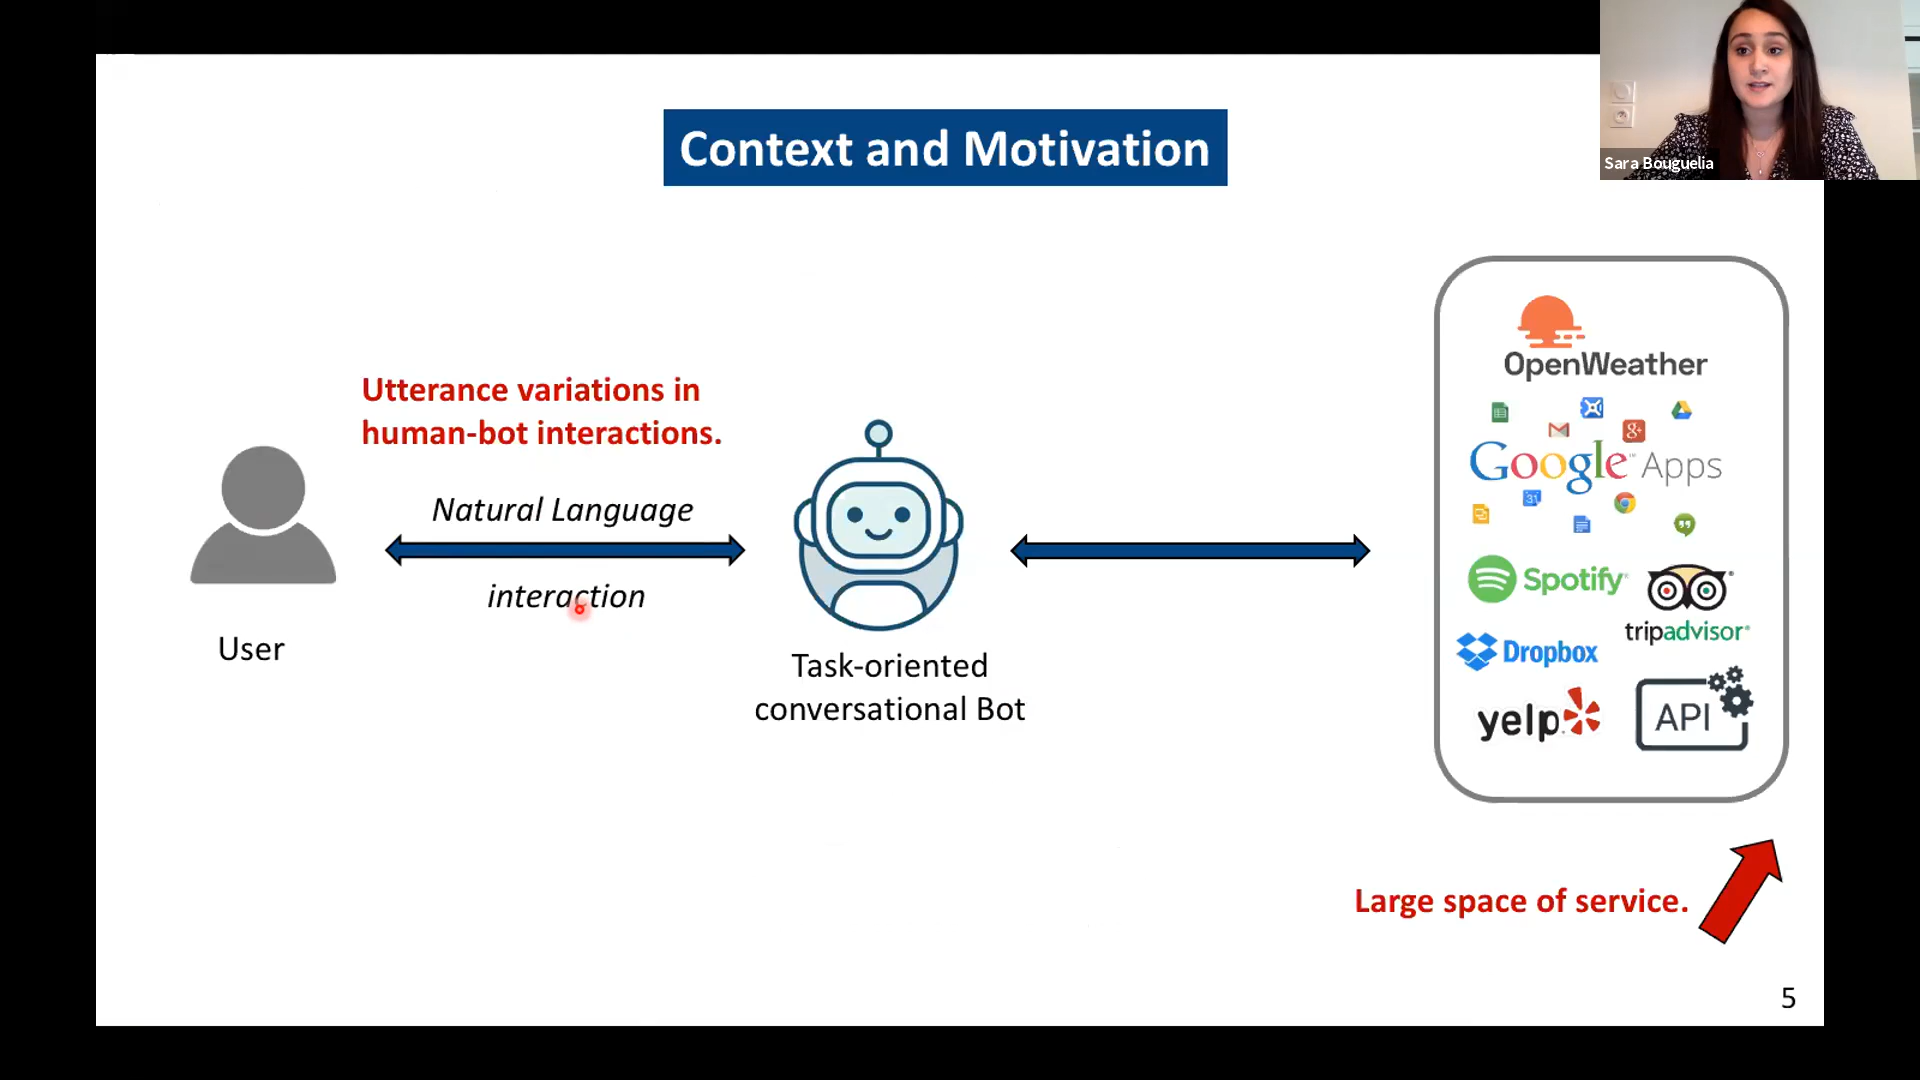 Context and Motivation
Sara Bouguelia
Utterance variations in
human-bot interactions.
Natural Language
interaction
User
Task-oriented
conversational Bot
OpenWeather
Google Apps
31
Spotify
tripadvisor
Dropbox
yelp
API
Large space of service.
5